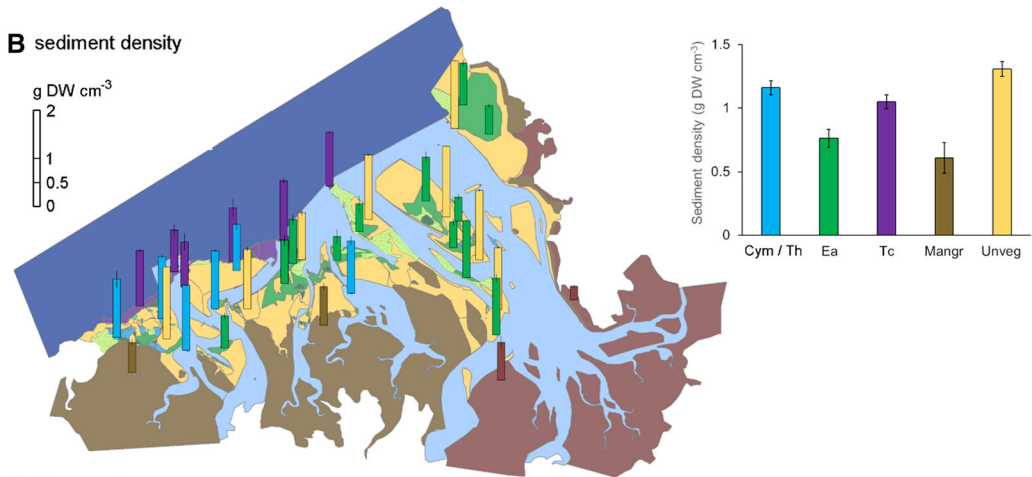 B sediment density
g DW cm-3
2
1
0.5
0
Sediment density (g DW cm-3)
1.5
1
0.5
0
Cym / Th Ea Tc Mangr Unveg